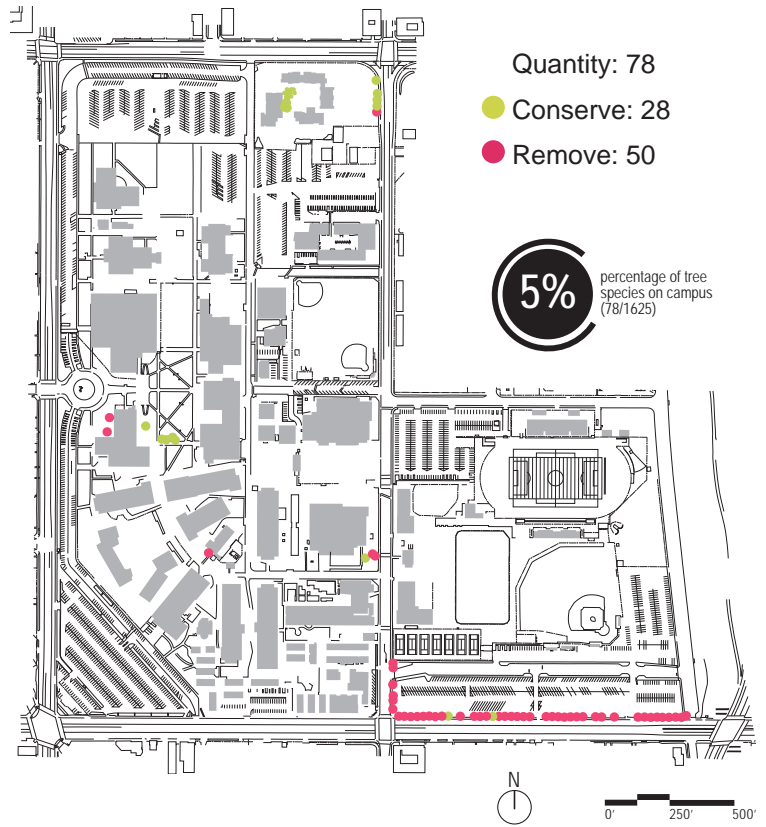 Quantity: 78
Conserve: 28
Remove: 50
5%
percentage of tree
species on campus
(78/1625)
N
0'
250'
500'